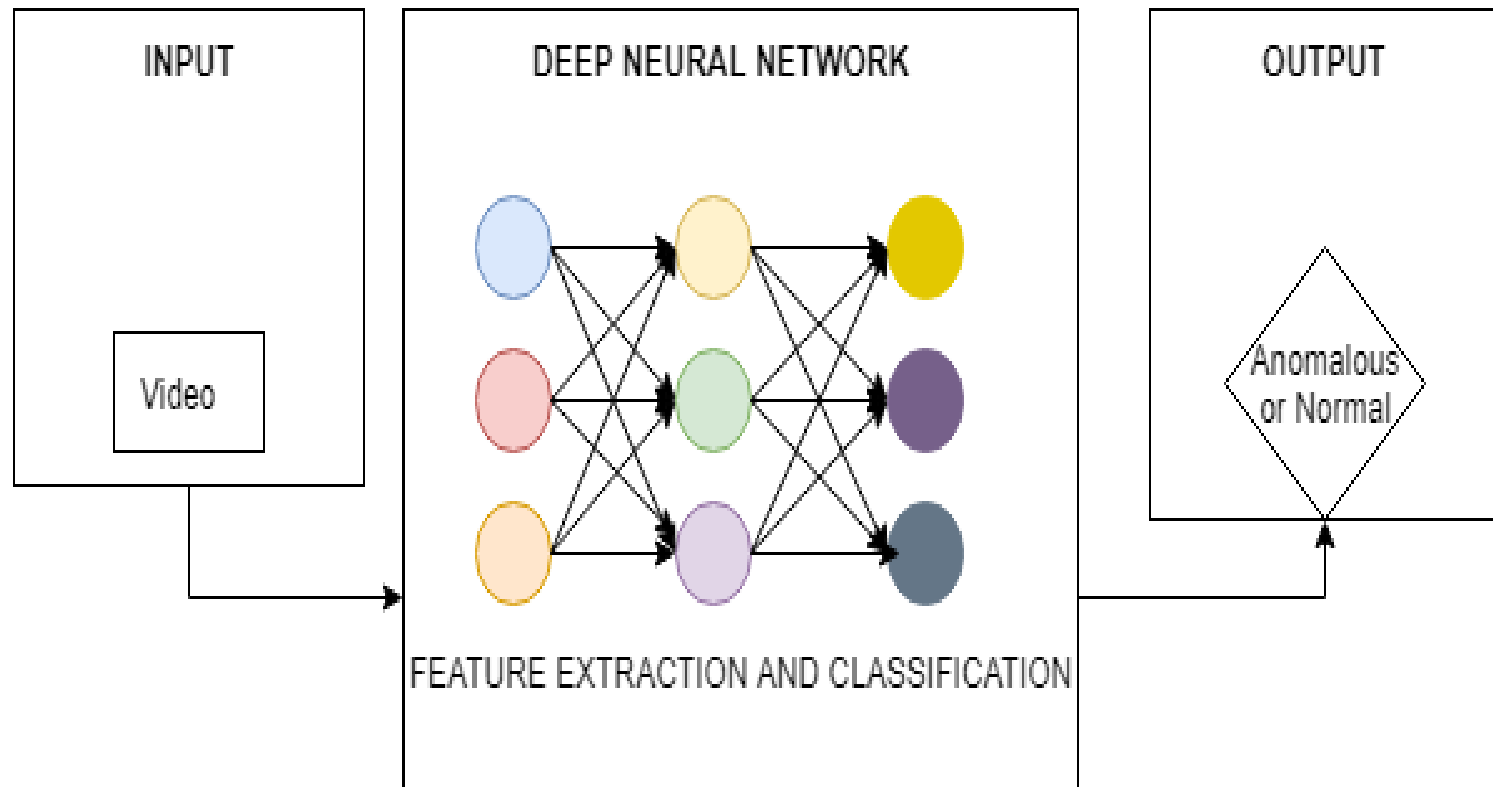 INPUT
DEEP NEURAL NETWORK
OUTPUT
Video
Anomalous
or Normal
FEATURE EXTRACTION AND CLASSIFICATION